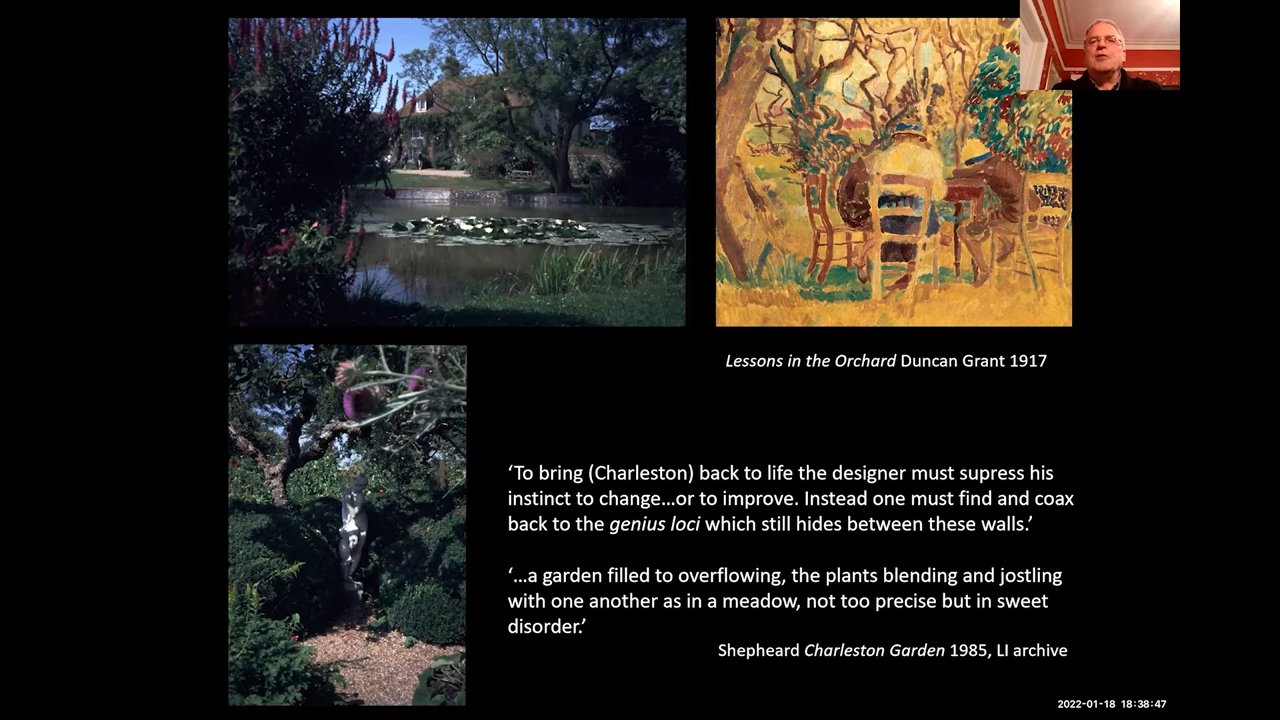 Lessons in the Orchard Duncan Grant 1917
‘To bring (Charleston) back to life the designer must supress his
instinct to change…or to improve. Instead one must find and coax
back to the genius loci which still hides between these walls.’
‘…a garden filled to overflowing, the plants blending and jostling
with one another as in a meadow, not too precise but in sweet
disorder.’
Shepheard Charleston Garden 1985, LI archive
2022-01-18 18:38:47